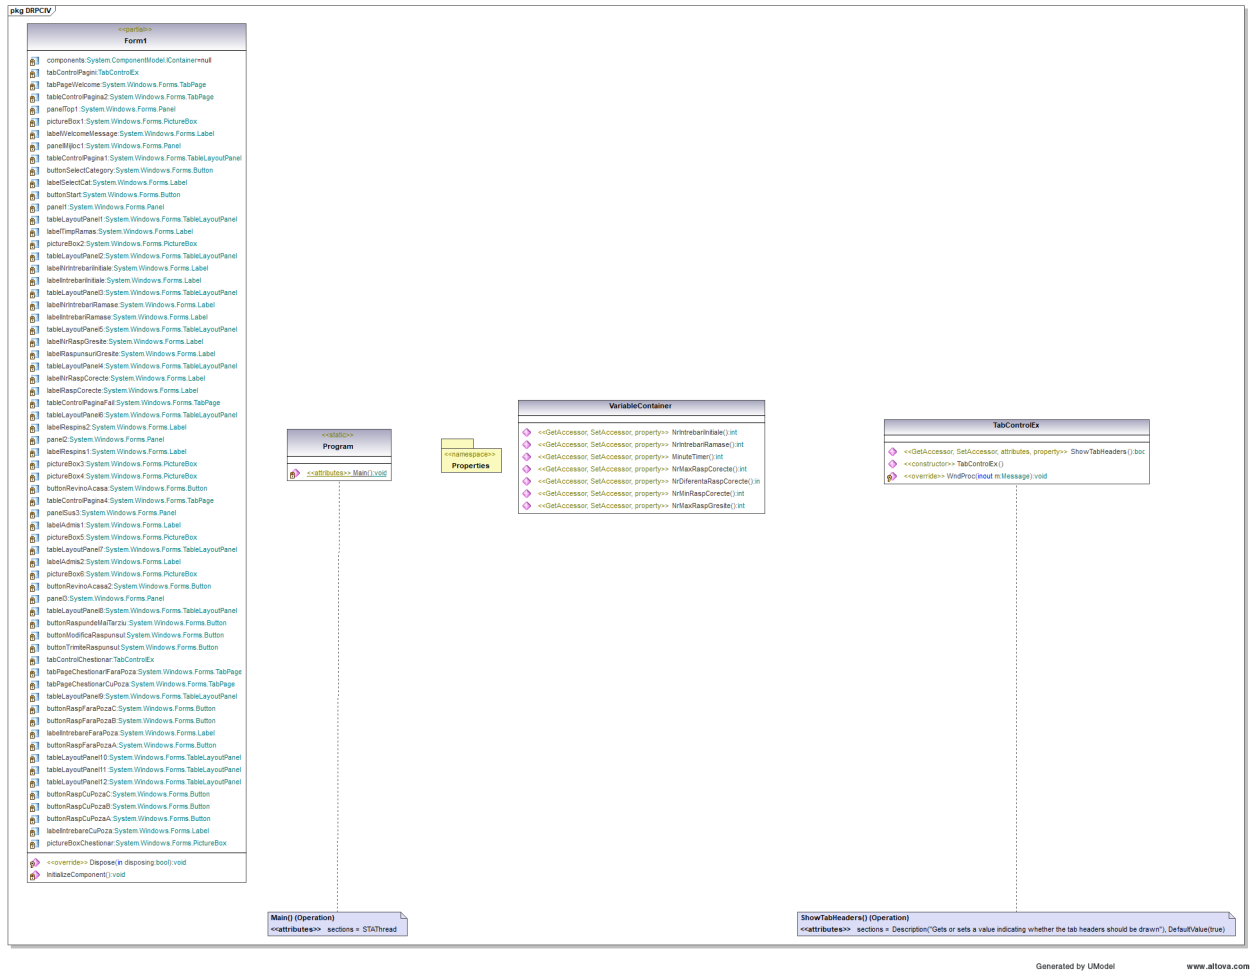 pkg DRPCIV
<<partial>>
Form1
components:System.ComponentModel.IContainer=null
tabControlPagini:TabControlEx
tabPageWelcome:System.Windows.Forms.TabPage
tableControlPagina2:System.Windows.Forms.TabPage
panelTop1:System.Windows.Forms.Panel
pictureBox1:System.Windows.Forms.PictureBox
labelWelcomeMessage:System.Windows.Forms.Label
panelMijloc1:System.Windows.Forms.Panel
tableControlPagina1:System.Windows.Forms.TableLayoutPanel
buttonSelectCategory:System.Windows.Forms.Button
labelSelectCat:System.Windows.Forms.Label
buttonStart:System.Windows.Forms.Button
panel1:System.Windows.Forms.Panel
tableLayoutPanel1:System.Windows.Forms.TableLayoutPanel
labelTimpRamas:System.Windows.Forms.Label
pictureBox2:System.Windows.Forms.PictureBox
tableLayoutPanel2:System.Windows.Forms.TableLayoutPanel
labelNrIntrebariInitiale:System.Windows.Forms.Label
labelIntrebariInitiale:System.Windows.Forms.Label
tableLayoutPanel3:System.Windows.Forms.TableLayoutPanel
labelNrIntrebariRamase:System.Windows.Forms.Label
labelIntrebariRamase:System.Windows.Forms.Label
tableLayoutPanel5:System.Windows.Forms.TableLayoutPanel
labelNrRaspGresite:System.Windows.Forms.Label
labelRaspunsuriGresite:System.Windows.Forms.Label
tableLayoutPanel4:System.Windows.Forms.TableLayoutPanel
labelNrRaspCorecte:System.Windows.Forms.Label
labelRaspCorecte:System.Windows.Forms.Label
tableControlPaginaFail:System.Windows.Forms.TabPage
tableLayoutPanel6:System.Windows.Forms.TableLayoutPanel
labelRespins2:System.Windows.Forms.Label
panel2:System.Windows.Forms.Panel
labelRespins1:System.Windows.Forms.Label
pictureBox3:System.Windows.Forms.PictureBox
pictureBox4:System.Windows.Forms.PictureBox
buttonRevinoAcasa:System.Windows.Forms.Button
tableControlPagina4:System.Windows.Forms.TabPage
panelSus3:System.Windows.Forms.Panel
labelAdmis1:System.Windows.Forms.Label
pictureBox5:System.Windows.Forms.PictureBox
tableLayoutPanel7:System.Windows.Forms.TableLayoutPanel
labelAdmis2:System.Windows.Forms.Label
pictureBox6:System.Windows.Forms.PictureBox
buttonRevinoAcasa2:System.Windows.Forms.Button
panel3:System.Windows.Forms.Panel
tableLayoutPanel8:System.Windows.Forms.TableLayoutPanel
buttonRaspundeMaiTarziu:System.Windows.Forms.Button
buttonModificaRaspunsul:System.Windows.Forms.Button
buttonTrimiteRaspunsul:System.Windows.Forms.Button
tabControlChestionar:TabControlEx
tabPageChestionarlFaraPoza:System.Windows.Forms.TabPage
tabPageChestionarCuPoza:System.Windows.Forms.TabPage
tableLayoutPanel9:System.Windows.Forms.TableLayoutPanel
buttonRaspFaraPozaC:System.Windows.Forms.Button
buttonRaspFaraPozaB:System.Windows.Forms.Button
labelIntrebareFaraPoza:System.Windows.Forms.Label
buttonRaspFaraPozaA:System.Windows.Forms.Button
tableLayoutPanel10:System.Windows.Forms.TableLayoutPanel
tableLayoutPanel11:System.Windows.Forms.TableLayoutPanel
tableLayoutPanel12:System.Windows.Forms.TableLayoutPanel
buttonRaspCuPozaC:System.Windows.Forms.Button
buttonRaspCuPozaB:System.Windows.Forms.Button
buttonRaspCuPozaA:System.Windows.Forms.Button
labelIntrebareCuPoza:System.Windows.Forms.Label
pictureBoxChestionar:System.Windows.Forms.PictureBox
<<override>> Dispose(in disposing:bool):void
InitializeComponent():void
<<static>>
Program
<<attributes>> Main():void
<<namespace>>
Properties
VariableContainer
<<GetAccessor, SetAccessor, property>> NrIntrebariInitiale():int
<<GetAccessor, SetAccessor, property>> NrIntrebariRamase():int
<<GetAccessor, SetAccessor, property>> MinuteTimer():int
<<GetAccessor, SetAccessor, property>> NrMaxRaspCorecte():int
<<GetAccessor, SetAccessor, property>> NrDiferentaRaspCorecte():in
<<GetAccessor, SetAccessor, property>> NrMinRaspCorecte():int
<<GetAccessor, SetAccessor, property>> NrMaxRaspGresite():int
TabControlEx
<<GetAccessor, SetAccessor, attributes, property>> ShowTabHeaders():boc
<<constructor>> TabControlEx()
<<override>> WndProc(inout m:Message):void
Main() (Operation)
<<attributes>> sections = STAThread
ShowTabHeaders() (Operation)
<<attributes>> sections = Description("Gets or sets a value indicating whether the tab headers should be drawn"), DefaultValue(true)
Generated by UModel
www.altova.com